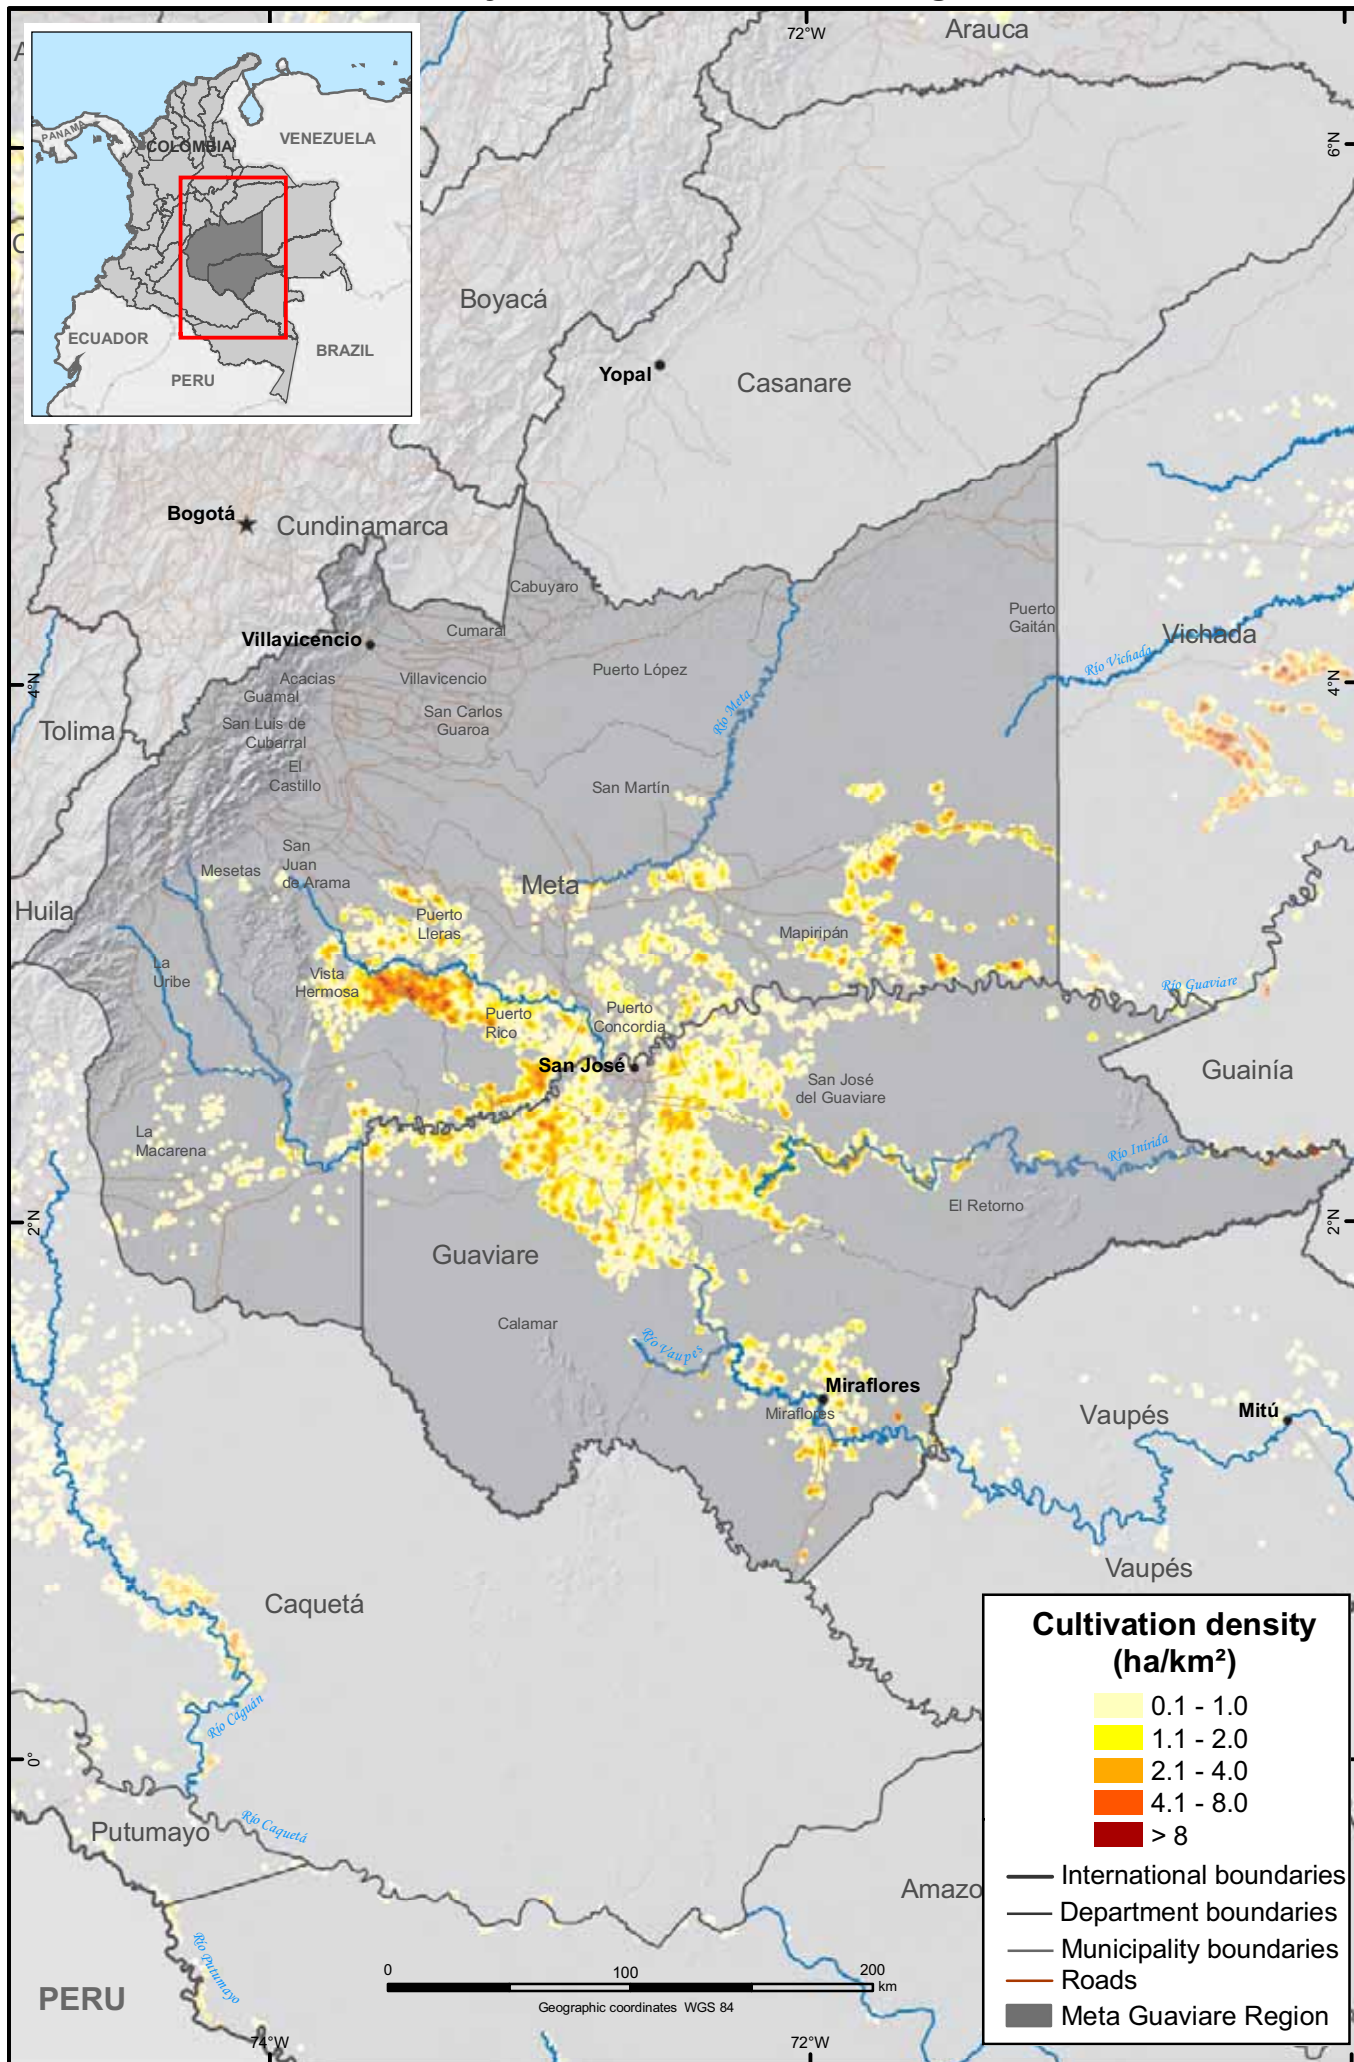 72°W
Arauca
6°N
PANAMA
COLOMBIA
VENEZUELA
ECUADOR
PERU
BRAZIL
Boyacá
Yopal
Casanare
Bogotá
Cundinamarca
Cabuyaro
Cumaral
Puerto
Gaitán
Villavicencio
Vichada
Río Vichada
Puerto López
Acacias
Villavicencio
Guamal
4°N
4°N
San Carlos
Guaroa
Río Meta
San Luis de
Cubarral
Tolima
El
Castillo
San Martín
San
Juan
de Arama
Mesetas
Meta
Huila
Puerto
Lleras
Mapiripán
La
Uribe
Vista
Hermosa
Río Guaviare
Puerto
Rico
Puerto
Concordia
San José
Guainía
San José
del Guaviare
La
Macarena
Río Inírida
El Retorno
2°N
2°N
Guaviare
Calamar
Río Vaupes
Miraflores
Miraflores
Vaupés
Mitú
Vaupés
Caquetá
Río Caguán
0°
Putumayo
Río Caquetá
Amazo
Río Putumayo
PERU
Cultivation density
(ha/km²)
0.1 - 1.0
1.1 - 2.0
2.1 - 4.0
4.1 - 8.0
> 8
International boundaries
Department boundaries
Municipality boundaries
Roads
Meta Guaviare Region
0 100 200
km
Geographic coordinates WGS 84
74°W
72°W